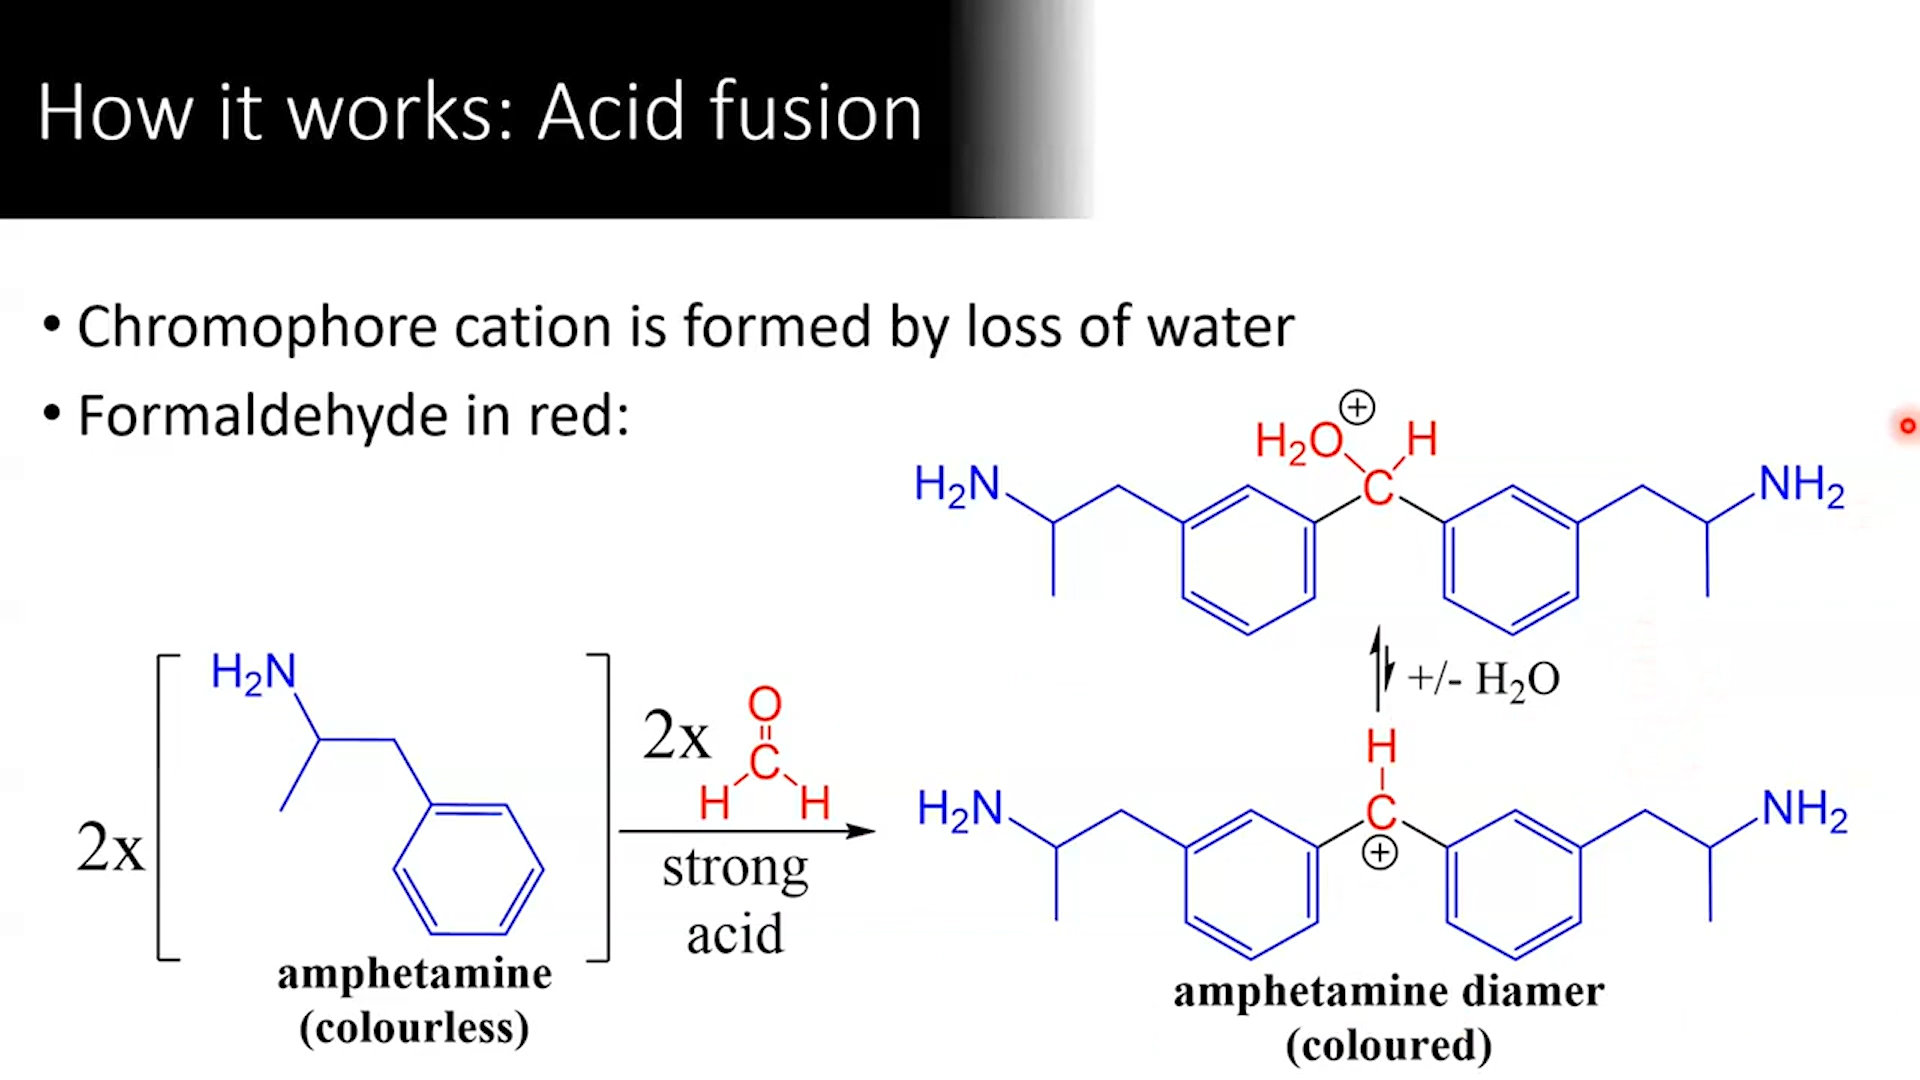 How it works: Acid fusion
• Chromophore cation is formed by loss of water
• Formaldehyde in red:
⊕
H₂O H
H₂N C NH₂
+/- H₂O
H₂N
2x O
C
H H
2x
strong
acid
H
H₂N C NH₂
⊕
amphetamine
(colourless)
amphetamine diamer
(coloured)